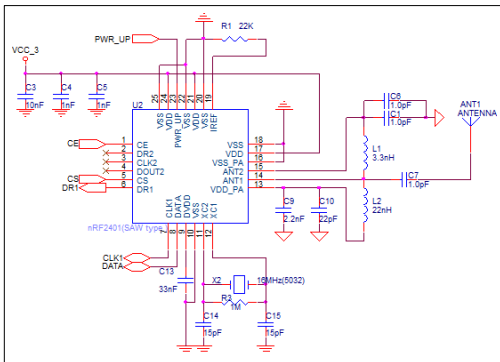 PWR_UP
R1 22K
VCC_3
C3
10nF
C4
1nF
C5
1nF
U2
25
24
23
22
21
20
19
VSS
VDD
PWR_UP
VSS
VDD
VSS
IREF
CE
CS
DR1
1
2
3
4
5
6
CE
DR2
CLK2
DOUT2
CS
DR1
VSS
VDD
VSS_PA
ANT2
ANT1
VDD_PA
18
17
16
15
14
13
nRF2401(SAW type)
CLK1
DATA
DVDD
VSS
XC2
XC1
7
8
9
10
11
12
CLK1
DATA
C13
33nF
X2
16MHz(5032)
R3
1M
C14
15pF
C15
15pF
C9
2.2nF
C10
22pF
C6
1.0pF
C1
1.0pF
L1
3.3nH
L2
22nH
C7
1.0pF
ANT1
ANTENNA